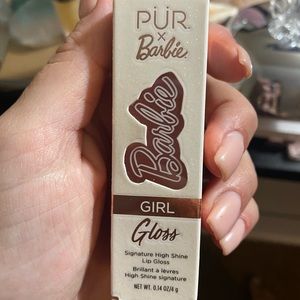 PÜR
×
Barbie
Barbie
GIRL
Gloss
Signature High Shine
Lip Gloss
Brillant à lèvres
High Shine signature
NET WT. 0.14 OZ/4 g